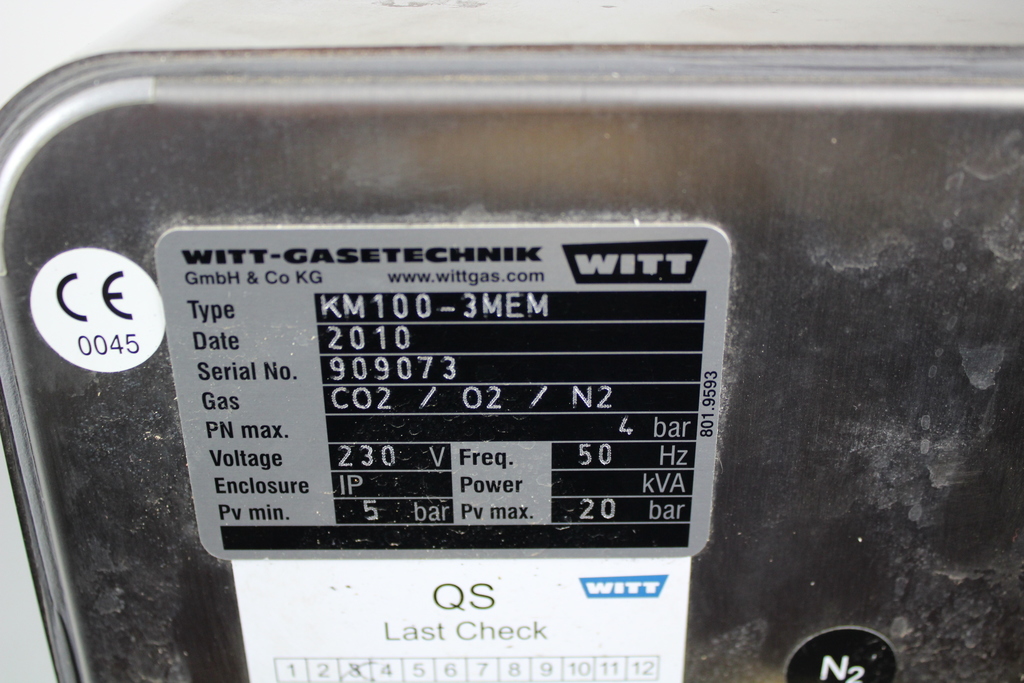 WITT-GASETECHNIK
GmbH & Co KG www.wittgas.com WITT
Type KM100-3MEM
Date 2010
Serial No. 909073
Gas CO2 / O2 / N2
PN max. 4 bar
Voltage 230 V Freq. 50 Hz
Enclosure IP Power kVA
Pv min. 5 bar Pv max. 20 bar
801.9593
CE
0045
QS WITT
Last Check
1 2 3 4 5 6 7 8 9 10 11 12
N2